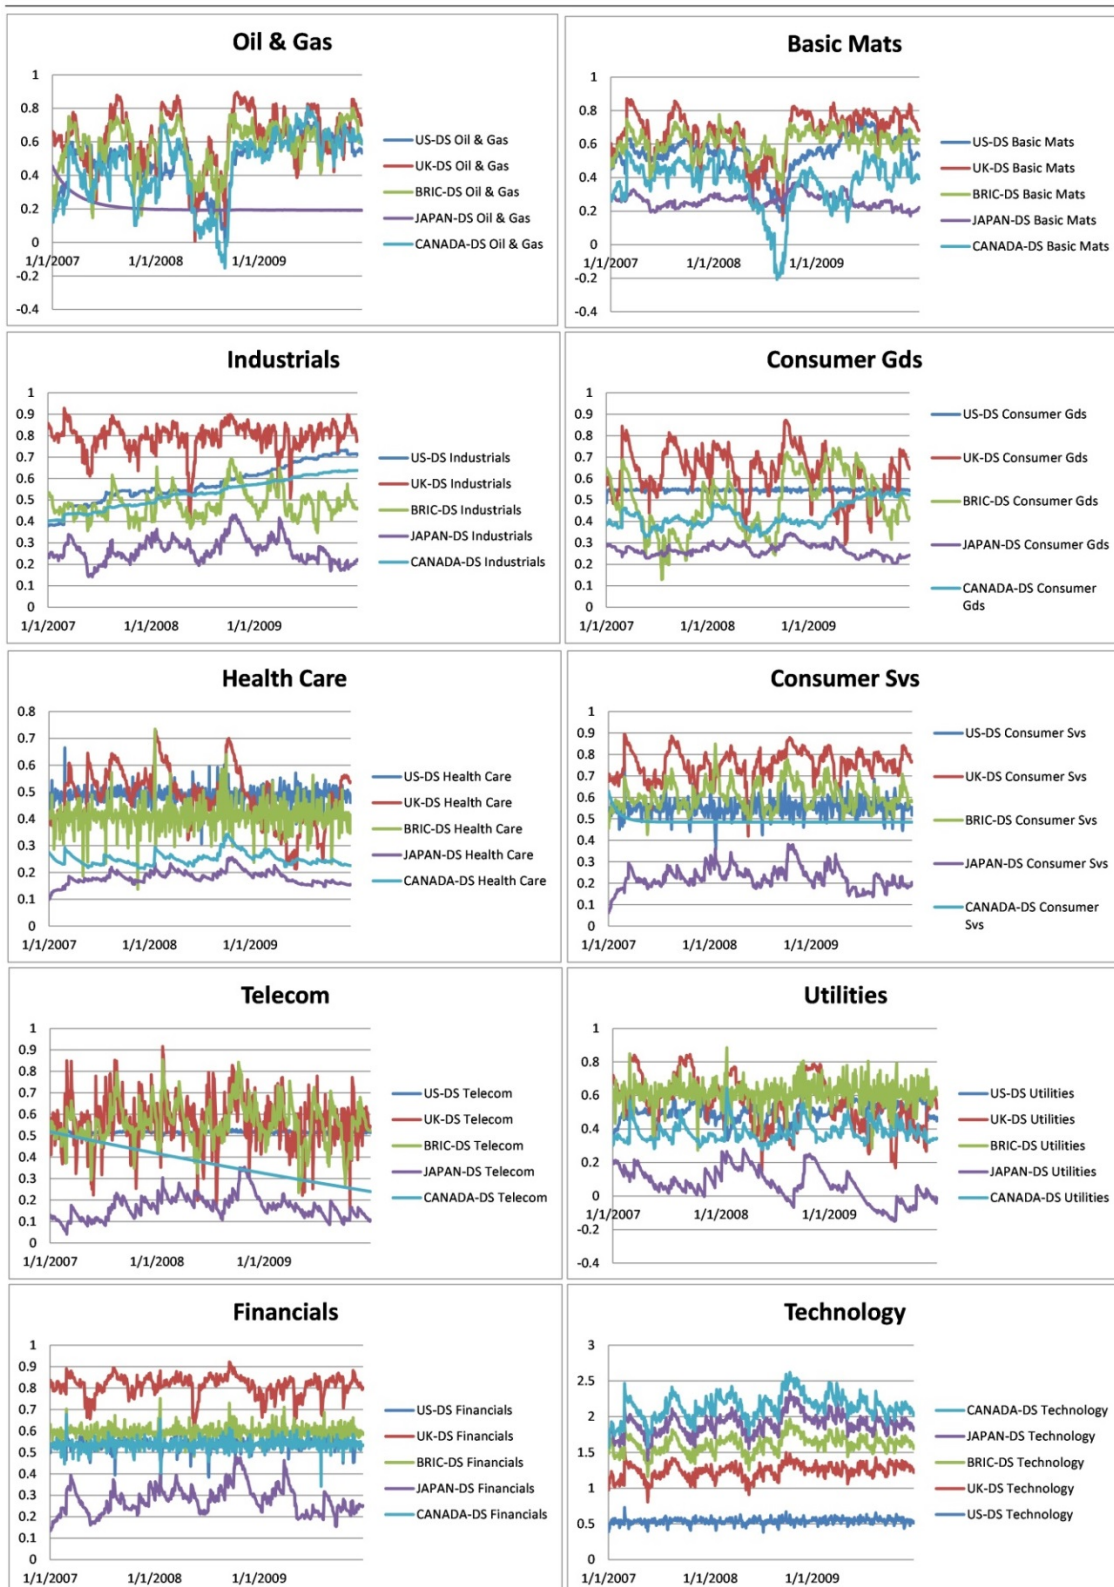 Oil & Gas
1
0.8
0.6
0.4
0.2
0
-0.2
-0.4
1/1/2007
1/1/2008
1/1/2009
US-DS Oil & Gas
UK-DS Oil & Gas
BRIC-DS Oil & Gas
JAPAN-DS Oil & Gas
CANADA-DS Oil & Gas
Basic Mats
1
0.8
0.6
0.4
0.2
0
-0.2
-0.4
1/1/2007
1/1/2008
1/1/2009
US-DS Basic Mats
UK-DS Basic Mats
BRIC-DS Basic Mats
JAPAN-DS Basic Mats
CANADA-DS Basic Mats
Industrials
1
0.9
0.8
0.7
0.6
0.5
0.4
0.3
0.2
0.1
0
1/1/2007
1/1/2008
1/1/2009
US-DS Industrials
UK-DS Industrials
BRIC-DS Industrials
JAPAN-DS Industrials
CANADA-DS Industrials
Consumer Gds
1
0.9
0.8
0.7
0.6
0.5
0.4
0.3
0.2
0.1
0
1/1/2007
1/1/2008
1/1/2009
US-DS Consumer Gds
UK-DS Consumer Gds
BRIC-DS Consumer Gds
JAPAN-DS Consumer Gds
CANADA-DS Consumer
Gds
Health Care
0.8
0.7
0.6
0.5
0.4
0.3
0.2
0.1
0
1/1/2007
1/1/2008
1/1/2009
US-DS Health Care
UK-DS Health Care
BRIC-DS Health Care
JAPAN-DS Health Care
CANADA-DS Health Care
Consumer Svs
1
0.9
0.8
0.7
0.6
0.5
0.4
0.3
0.2
0.1
0
1/1/2007
1/1/2008
1/1/2009
US-DS Consumer Svs
UK-DS Consumer Svs
BRIC-DS Consumer Svs
JAPAN-DS Consumer Svs
CANADA-DS Consumer
Svs
Telecom
1
0.9
0.8
0.7
0.6
0.5
0.4
0.3
0.2
0.1
0
1/1/2007
1/1/2008
1/1/2009
US-DS Telecom
UK-DS Telecom
BRIC-DS Telecom
JAPAN-DS Telecom
CANADA-DS Telecom
Utilities
1
0.8
0.6
0.4
0.2
0
-0.2
-0.4
1/1/2007
1/1/2008
1/1/2009
US-DS Utilities
UK-DS Utilities
BRIC-DS Utilities
JAPAN-DS Utilities
CANADA-DS Utilities
Financials
1
0.9
0.8
0.7
0.6
0.5
0.4
0.3
0.2
0.1
0
1/1/2007
1/1/2008
1/1/2009
US-DS Financials
UK-DS Financials
BRIC-DS Financials
JAPAN-DS Financials
CANADA-DS Financials
Technology
3
2.5
2
1.5
1
0.5
0
1/1/2007
1/1/2008
1/1/2009
CANADA-DS Technology
JAPAN-DS Technology
BRIC-DS Technology
UK-DS Technology
US-DS Technology